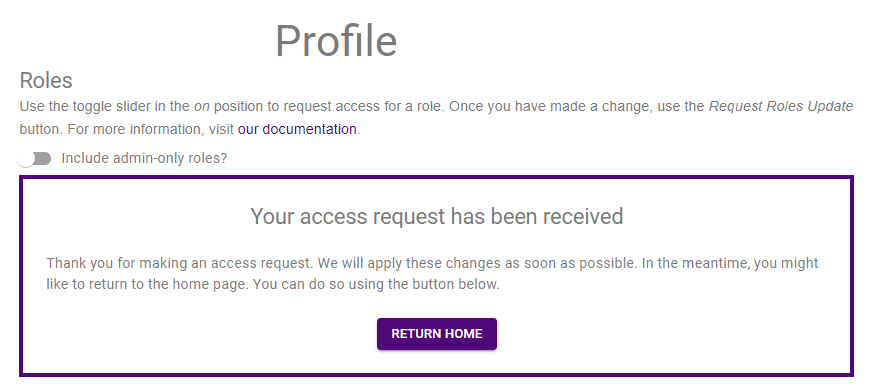 Profile
Roles
Use the toggle slider in the on position to request access for a role. Once you have made a change, use the Request Roles Update
button. For more information, visit our documentation.
Include admin-only roles?
Your access request has been received
Thank you for making an access request. We will apply these changes as soon as possible. In the meantime, you might
like to return to the home page. You can do so using the button below.
RETURN HOME